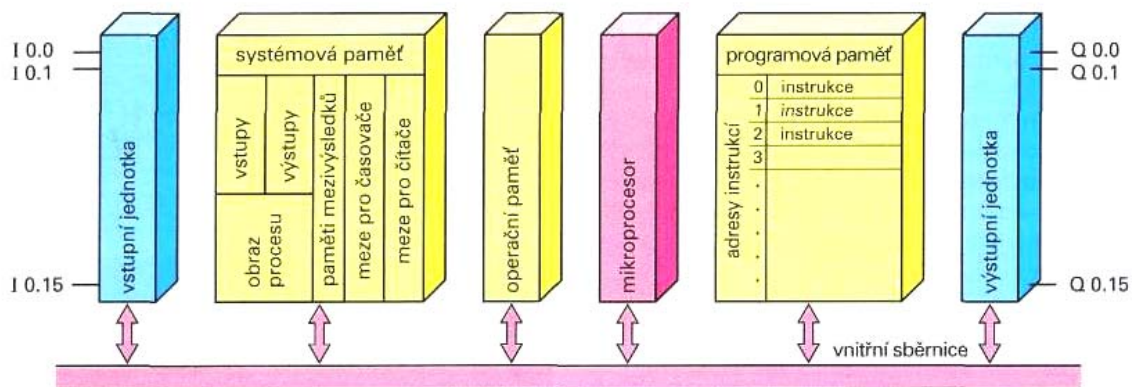 I 0.0
I 0.1
I 0.15
vstupní jednotka
systémová paměť
vstupy
výstupy
obraz
procesu
paměti mezivýsledků
meze pro časovače
meze pro čítače
operační paměť
mikroprocesor
programová paměť
adresy instrukcí
0 instrukce
1 instrukce
2 instrukce
3
výstupní jednotka
Q 0.0
Q 0.1
Q 0.15
vnitřní sběrnice